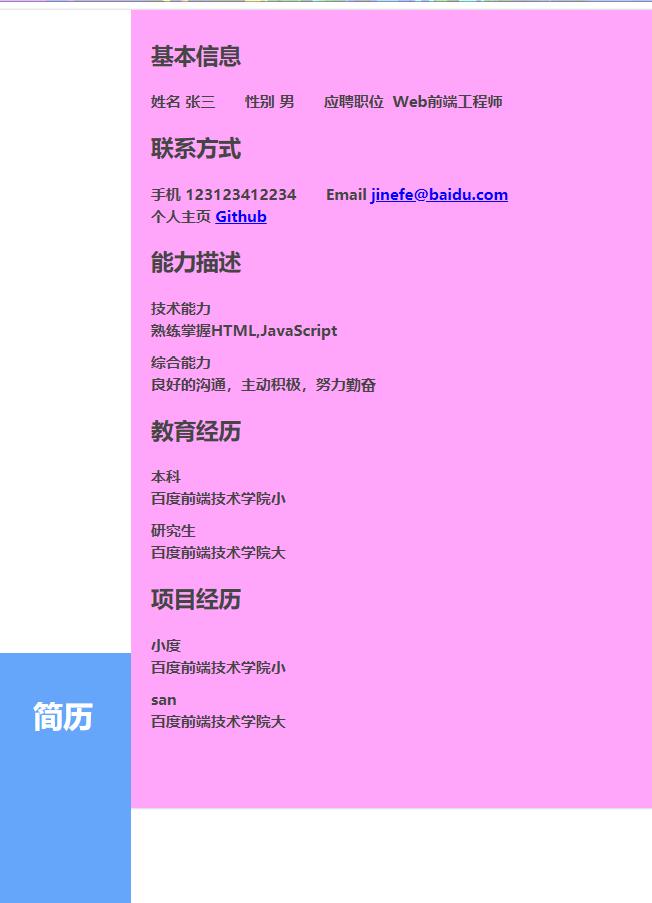 基本信息
姓名 张三 性别 男 应聘职位 Web前端工程师
联系方式
手机 123123412234 Email jinefe@baidu.com
个人主页 Github
能力描述
技术能力
熟练掌握HTML,JavaScript
综合能力
良好的沟通，主动积极，努力勤奋
教育经历
本科
百度前端技术学院小
研究生
百度前端技术学院大
项目经历
小度
百度前端技术学院小
san
百度前端技术学院大
简历